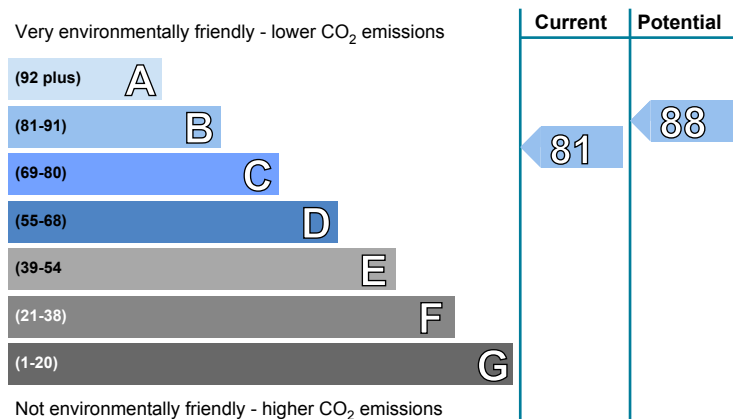 Very environmentally friendly - lower CO2 emissions
Current Potential
(92 plus) A
(81-91) B
(69-80) C
(55-68) D
(39-54 E
(21-38) F
(1-20) G
81 88
Not environmentally friendly - higher CO2 emissions